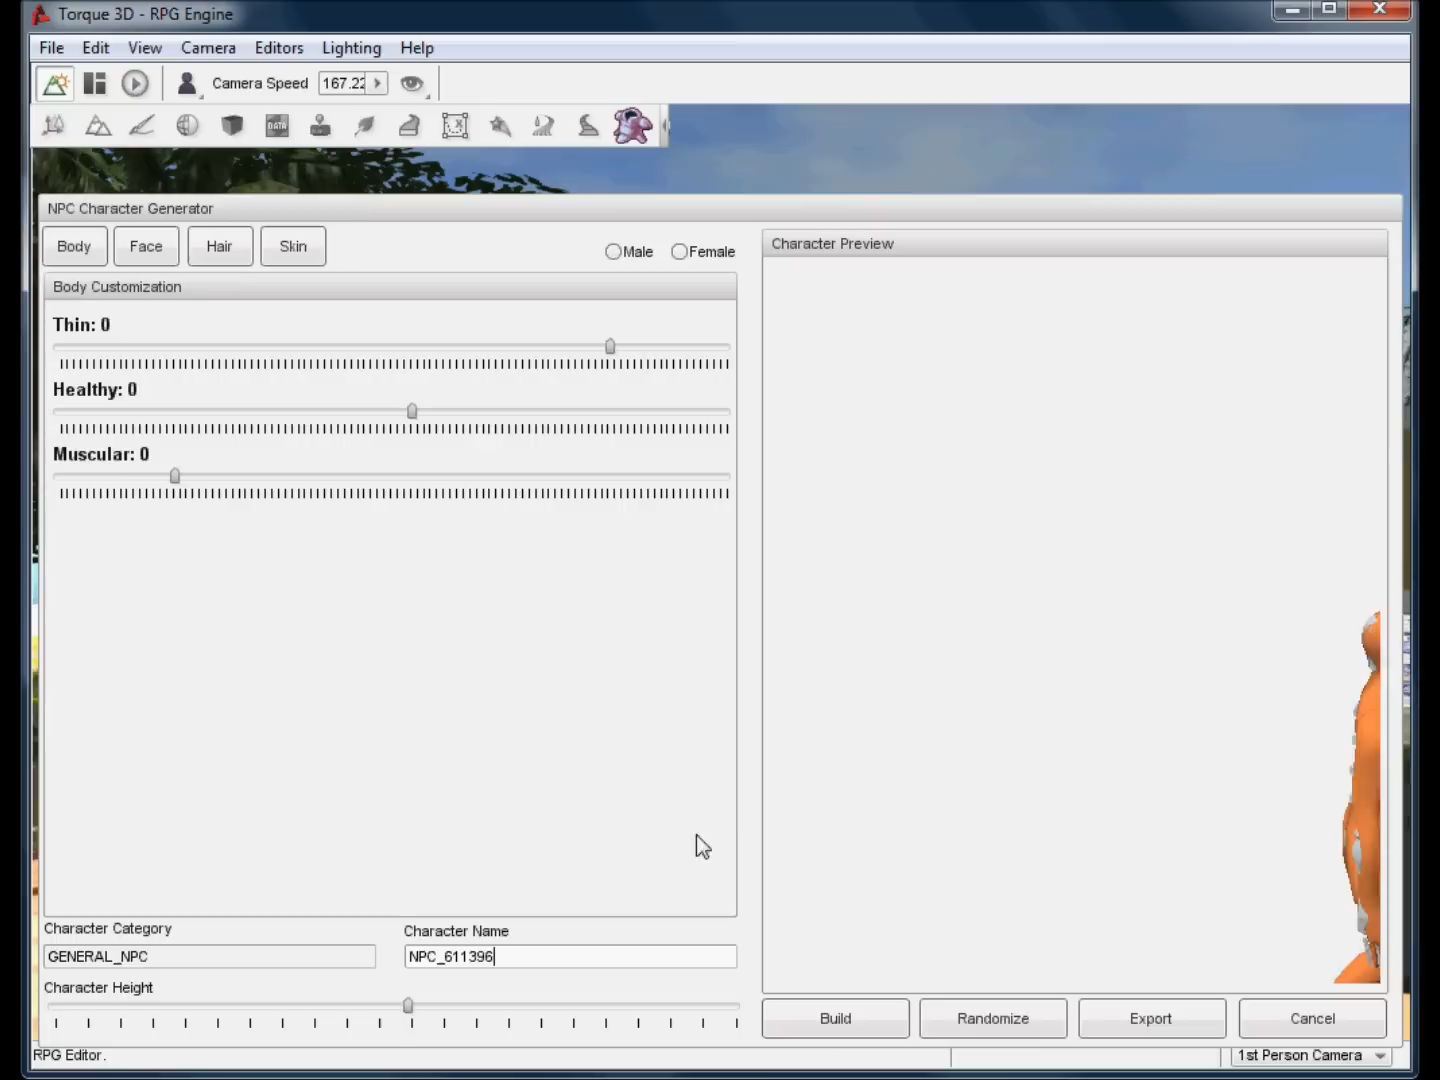 Torque 3D - RPG Engine
File Edit View Camera Editors Lighting Help
Camera Speed 167.22
DATA
NPC Character Generator
Body Face Hair Skin Male Female
Character Preview
Body Customization
Thin: 0
Healthy: 0
Muscular: 0
Character Category Character Name
GENERAL_NPC NPC_611396
Character Height
Build Randomize Export Cancel
RPG Editor. 1st Person Camera